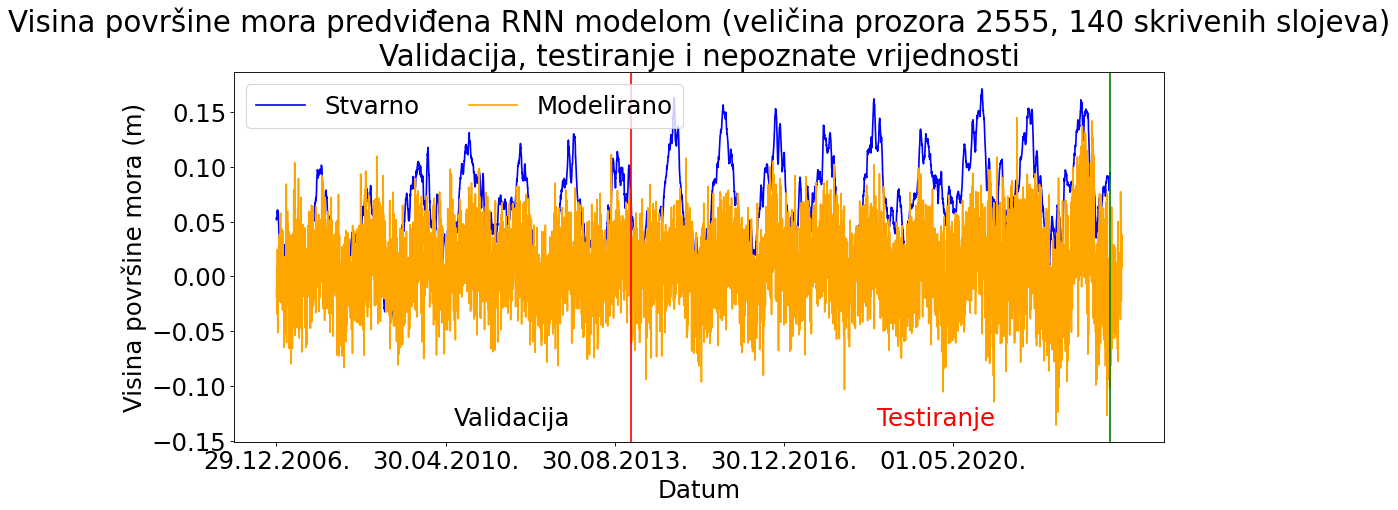 Visina površine mora predviđena RNN modelom (veličina prozora 2555, 140 skrivenih slojeva)
Validacija, testiranje i nepoznate vrijednosti
Stvarno
Modelirano
Visina površine mora (m)
0.15
0.10
0.05
0.00
−0.05
−0.10
−0.15
Validacija
Testiranje
29.12.2006.
30.04.2010.
30.08.2013.
30.12.2016.
01.05.2020.
Datum